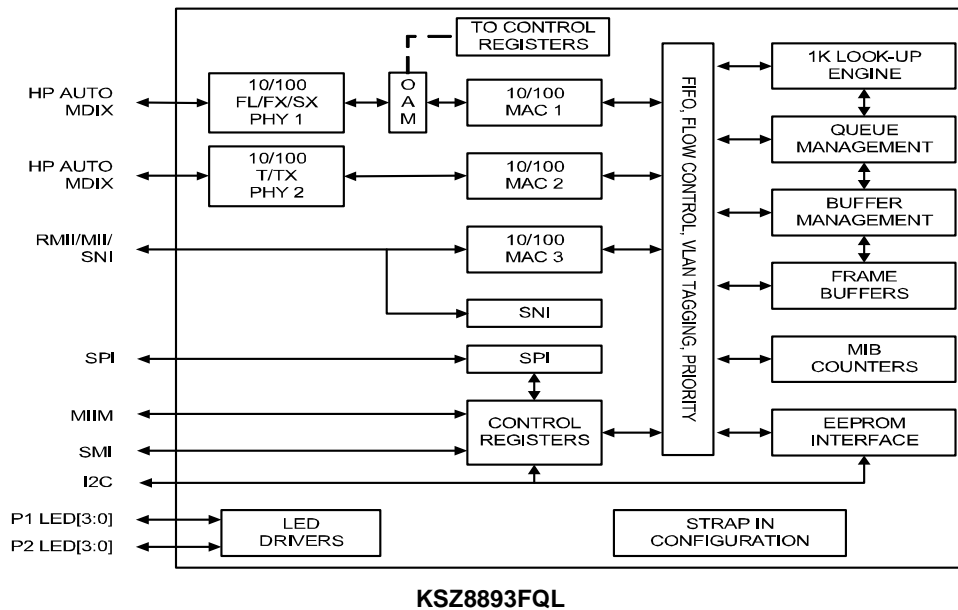 TO CONTROL
REGISTERS
HP AUTO
MDIX
10/100
FL/FX/SX
PHY 1
OAM
10/100
MAC 1
FIFO, FLOW CONTROL, VLAN TAGGING, PRIORITY
1K LOOK-UP
ENGINE
HP AUTO
MDIX
10/100
T/TX
PHY 2
10/100
MAC 2
QUEUE
MANAGEMENT
RMII/MII/
SNI
10/100
MAC 3
BUFFER
MANAGEMENT
SNI
FRAME
BUFFERS
SPI
SPI
MIB
COUNTERS
MIIM
SMI
CONTROL
REGISTERS
EEPROM
INTERFACE
I2C
P1 LED[3:0]
P2 LED[3:0]
LED
DRIVERS
STRAP IN
CONFIGURATION
KSZ8893FQL